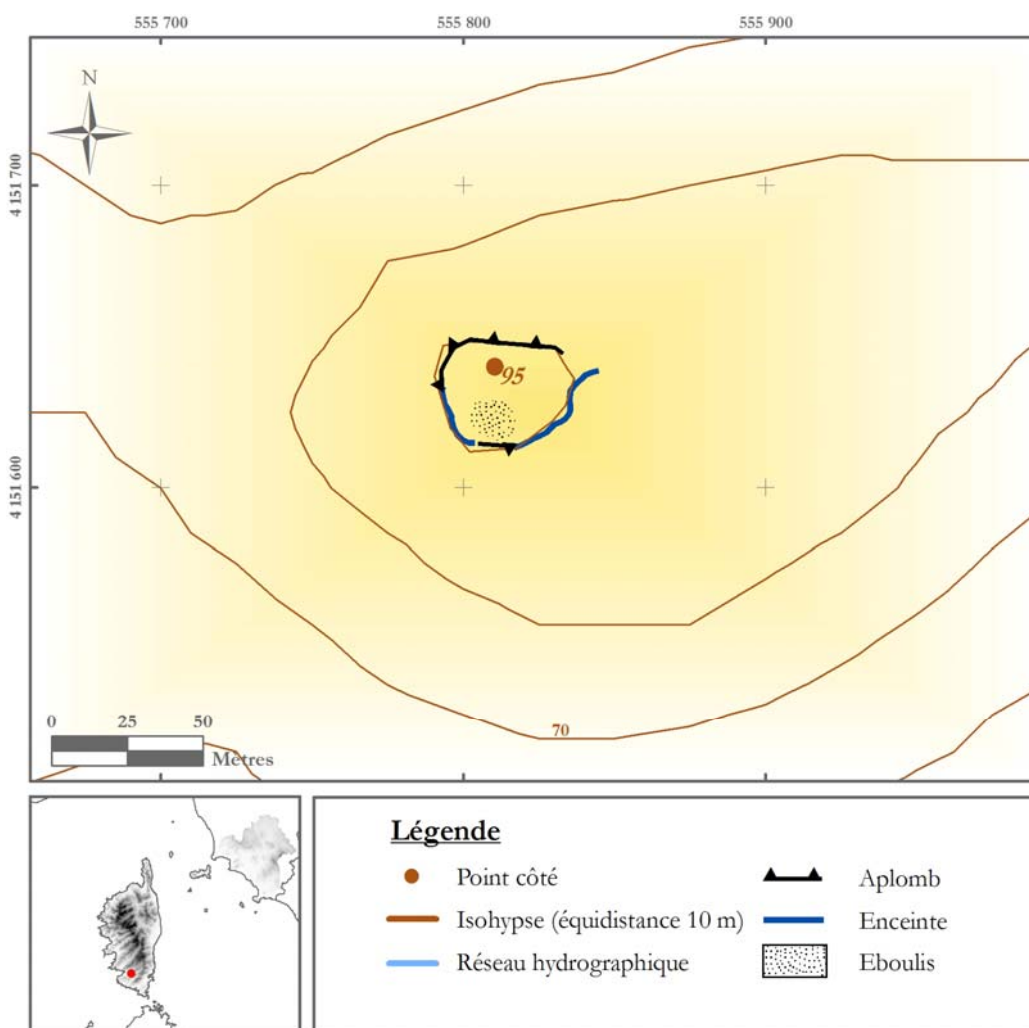 555 700
555 800
555 900
N
4 151 700
95
4 151 600
70
0 25 50
Mètres
Légende
Point côté
Isohypse (équidistance 10 m)
Réseau hydrographique
Aplomb
Enceinte
Eboulis